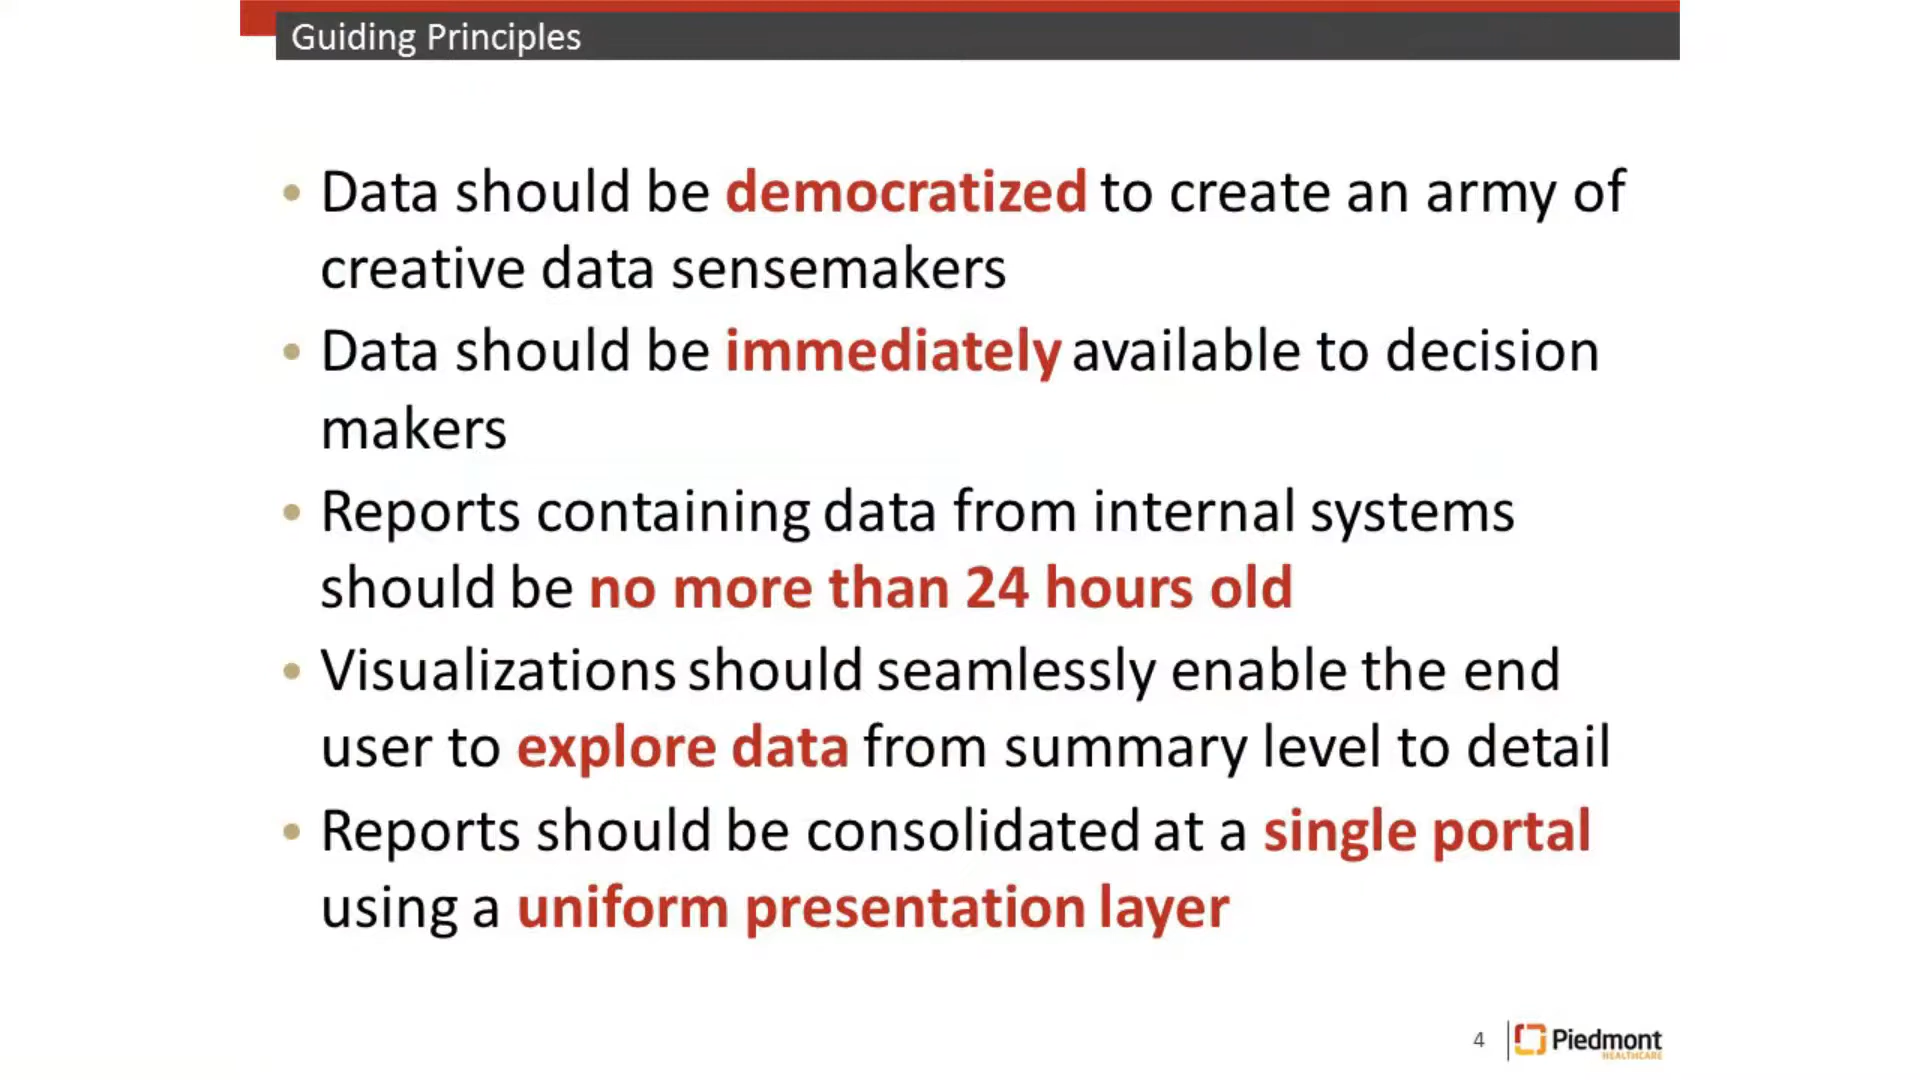 Guiding Principles
• Data should be democratized to create an army of
creative data sensemakers
• Data should be immediately available to decision
makers
• Reports containing data from internal systems
should be no more than 24 hours old
• Visualizations should seamlessly enable the end
user to explore data from summary level to detail
• Reports should be consolidated at a single portal
using a uniform presentation layer
4
Piedmont
HEALTHCARE